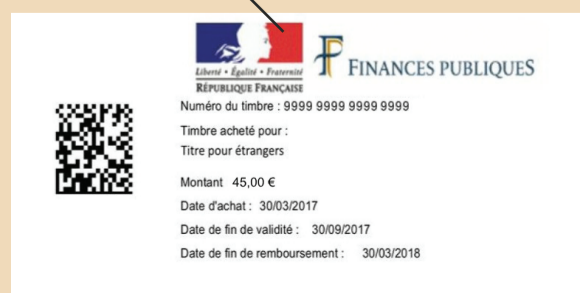 Liberté • Égalité • Fraternité
RÉPUBLIQUE FRANÇAISE
FINANCES PUBLIQUES
Numéro du timbre : 9999 9999 9999 9999
Timbre acheté pour :
Titre pour étrangers
Montant 45,00 €
Date d'achat : 30/03/2017
Date de fin de validité : 30/09/2017
Date de fin de remboursement : 30/03/2018